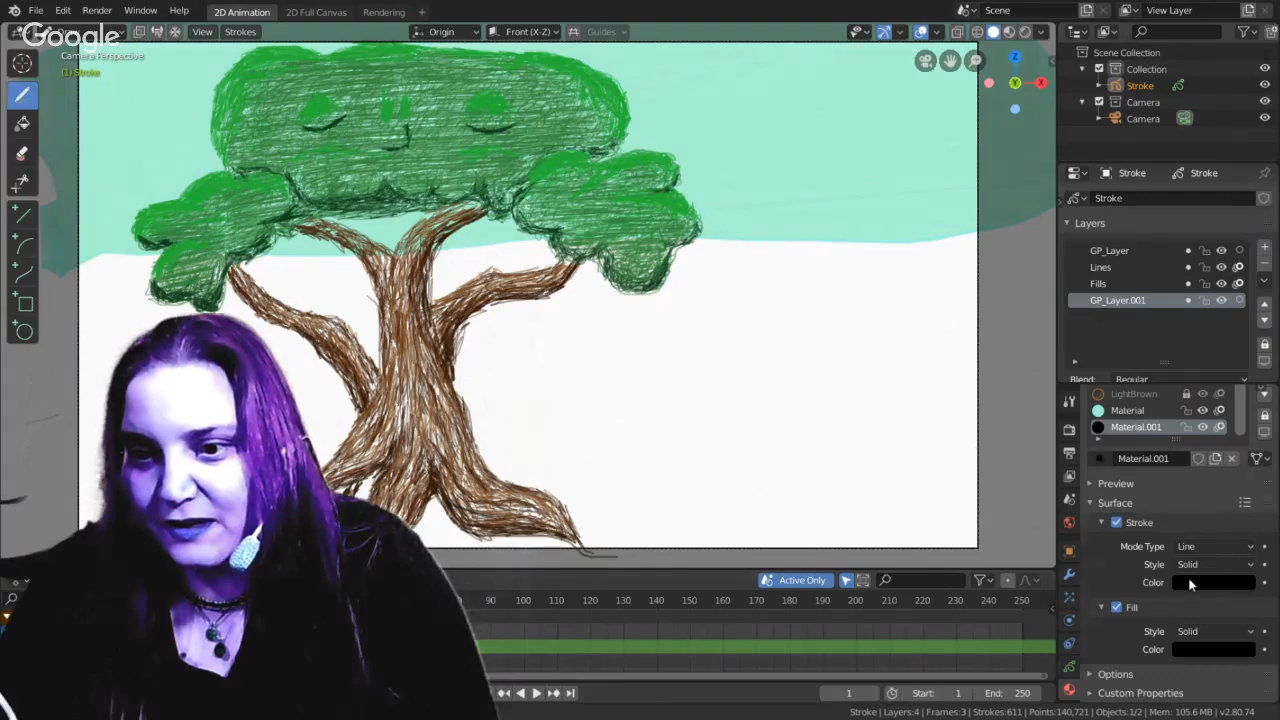 File Edit Render Window Help 2D Animation 2D Full Canvas Rendering + Scene View Layer
Google
View Strokes Origin Front (X-Z) Guides
Camera Perspective
(1) Stroke
Z
Y
X
Scene Collection
Collection
Stroke
Camera
Camera
Stroke Stroke
Stroke
Layers
GP_Layer
Lines
Fills
GP_Layer.001
Blend: Regular
LightBrown
Material
Material.001
Material.001
Preview
Surface
Stroke
Mode Type Line
Style Solid
Color
Fill
Style Solid
Color
Options
Custom Properties
Active Only
90 100 110 120 130 140 150 160 170 180 190 200 210 220 230 240 250
1 Start: 1 End: 250
Stroke | Layers:4 | Frames:3 | Strokes:611 | Points:140,721 | Objects:1/2 | Mem: 105.6 MB | v2.80.74